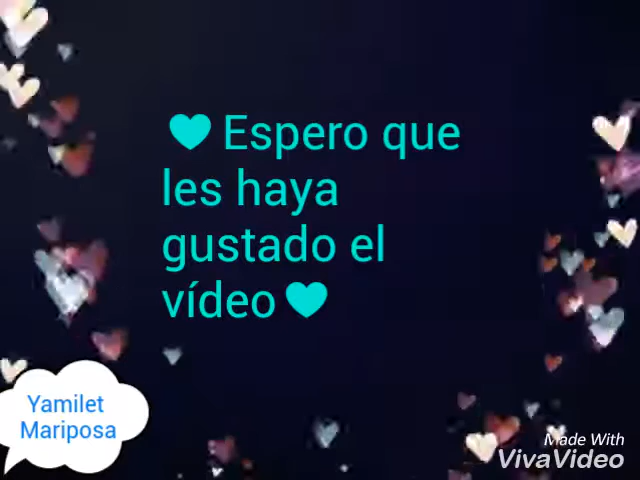 ♥Espero que
les haya
gustado el
vídeo♥
Yamilet
Mariposa
Made With
VivaVideo